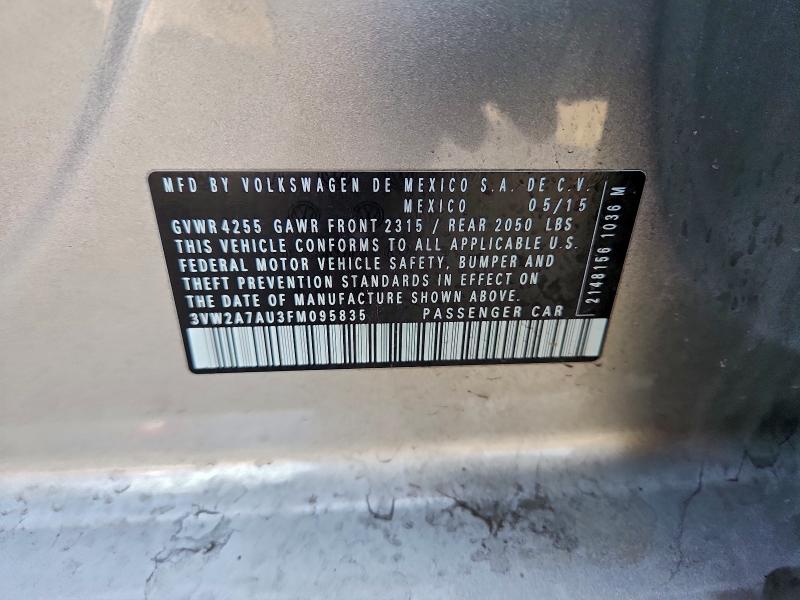 MFD BY VOLKSWAGEN DE MEXICO S.A. DE C.V.
MEXICO 05/15
GVWR 4255 GAWR FRONT 2315 / REAR 2050 LBS
THIS VEHICLE CONFORMS TO ALL APPLICABLE U.S.
FEDERAL MOTOR VEHICLE SAFETY, BUMPER AND
THEFT PREVENTION STANDARDS IN EFFECT ON
THE DATE OF MANUFACTURE SHOWN ABOVE.
3VW2A7AU3FM095835 PASSENGER CAR
2148156 1036 M